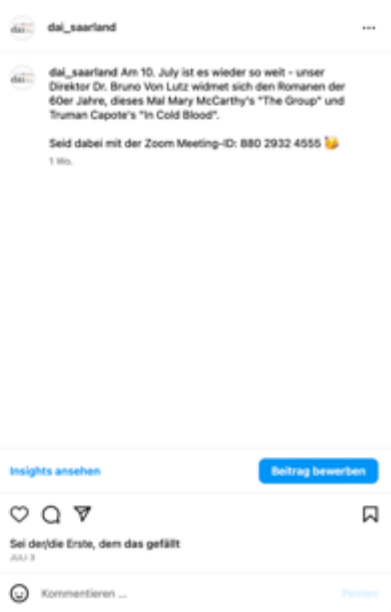 dai_saarland
dai_saarland Am 10. July ist es wieder so weit - unser
Direktor Dr. Bruno Von Lutz widmet sich den Romanen der
60er Jahre, dieses Mal Mary McCarthy's "The Group" und
Truman Capote's "In Cold Blood".
Seid dabei mit der Zoom Meeting-ID: 880 2932 4555 🥳
1 Wo.
Insights ansehen
Beitrag bewerben
Sei der/die Erste, dem das gefällt
JULI 3
Kommentieren ...
Posten